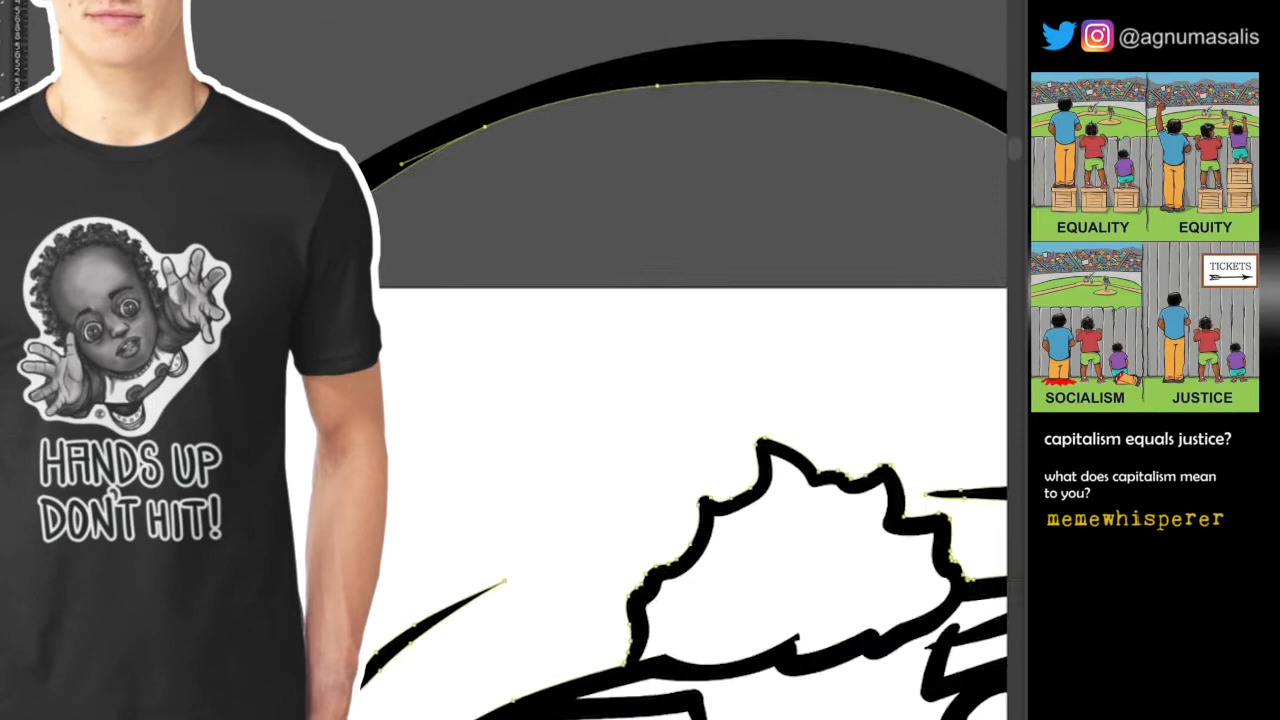 HANDS UP
DON'T HIT!
@agnumasalis
EQUALITY
EQUITY
TICKETS
SOCIALISM
JUSTICE
capitalism equals justice?
what does capitalism mean
to you?
memewhisperer